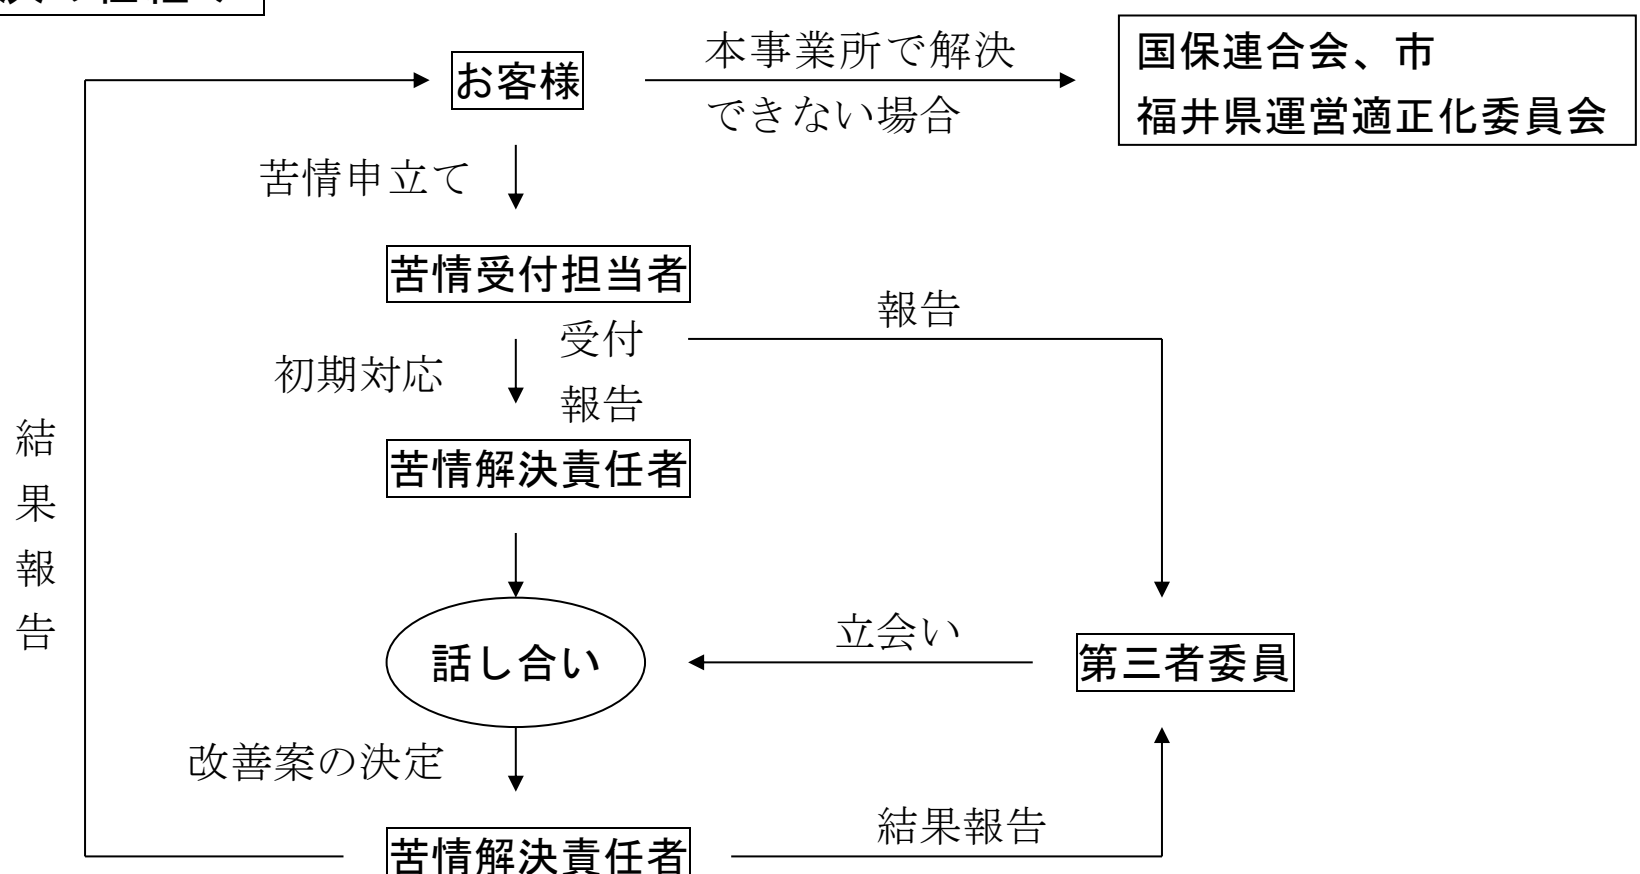 お客様
本事業所で解決
できない場合
国保連合会、市
福井県運営適正化委員会
苦情申立て
苦情受付担当者
報告
初期対応
受付
報告
苦情解決責任者
結果報告
話し合い
立会い
第三者委員
改善案の決定
結果報告
苦情解決責任者